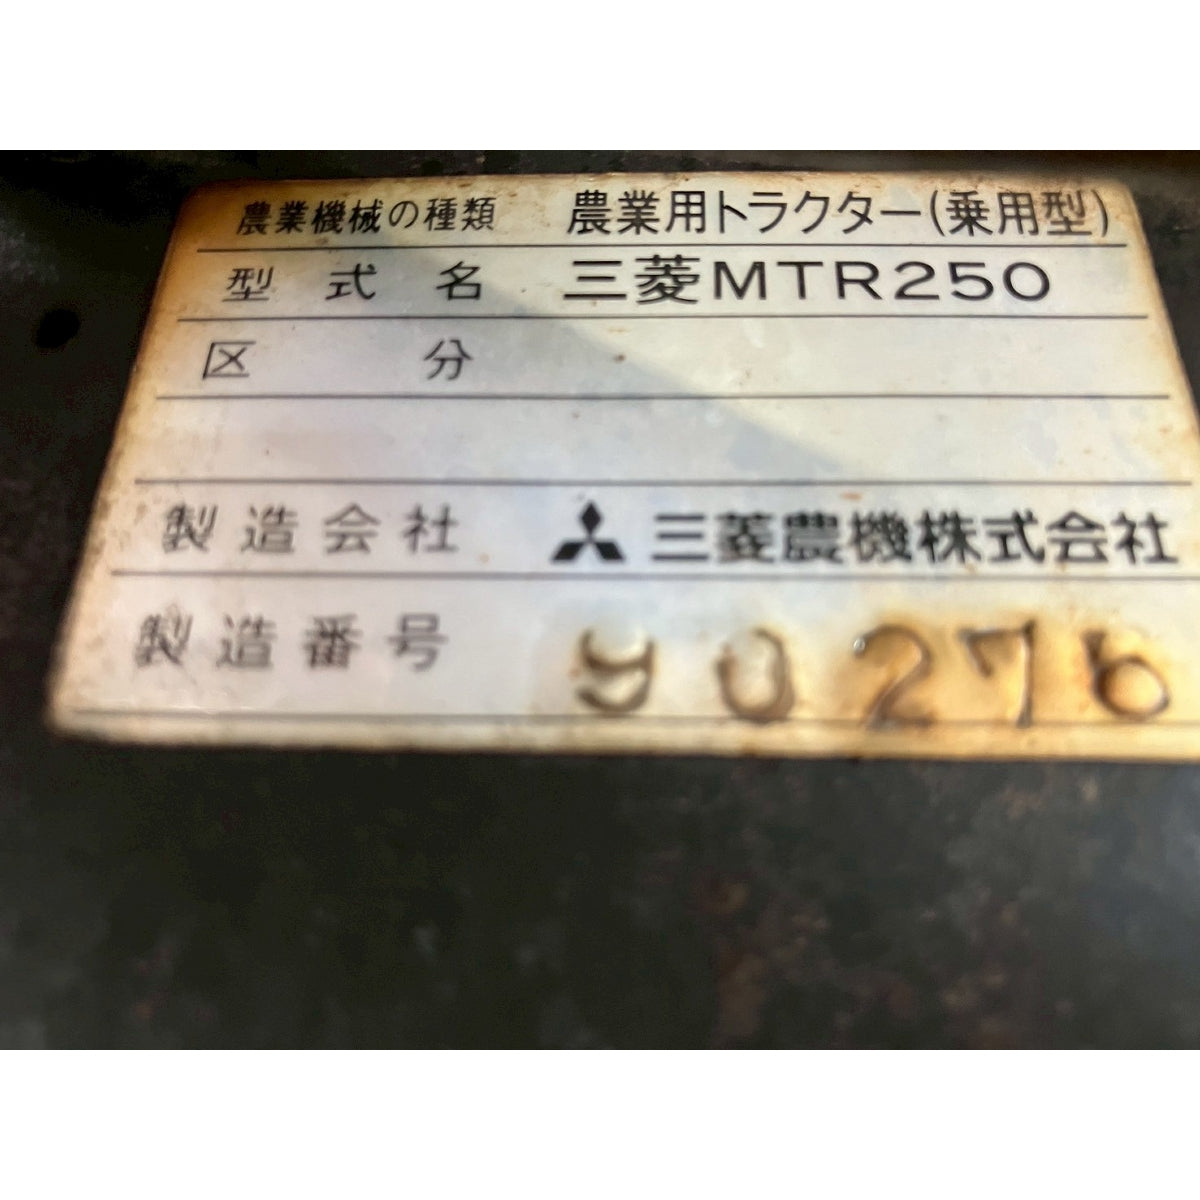 農業機械の種類 農業用トラクター(乗用型)
型式名 三菱MTR250
区分
製造会社 三菱農機株式会社
製造番号 90276